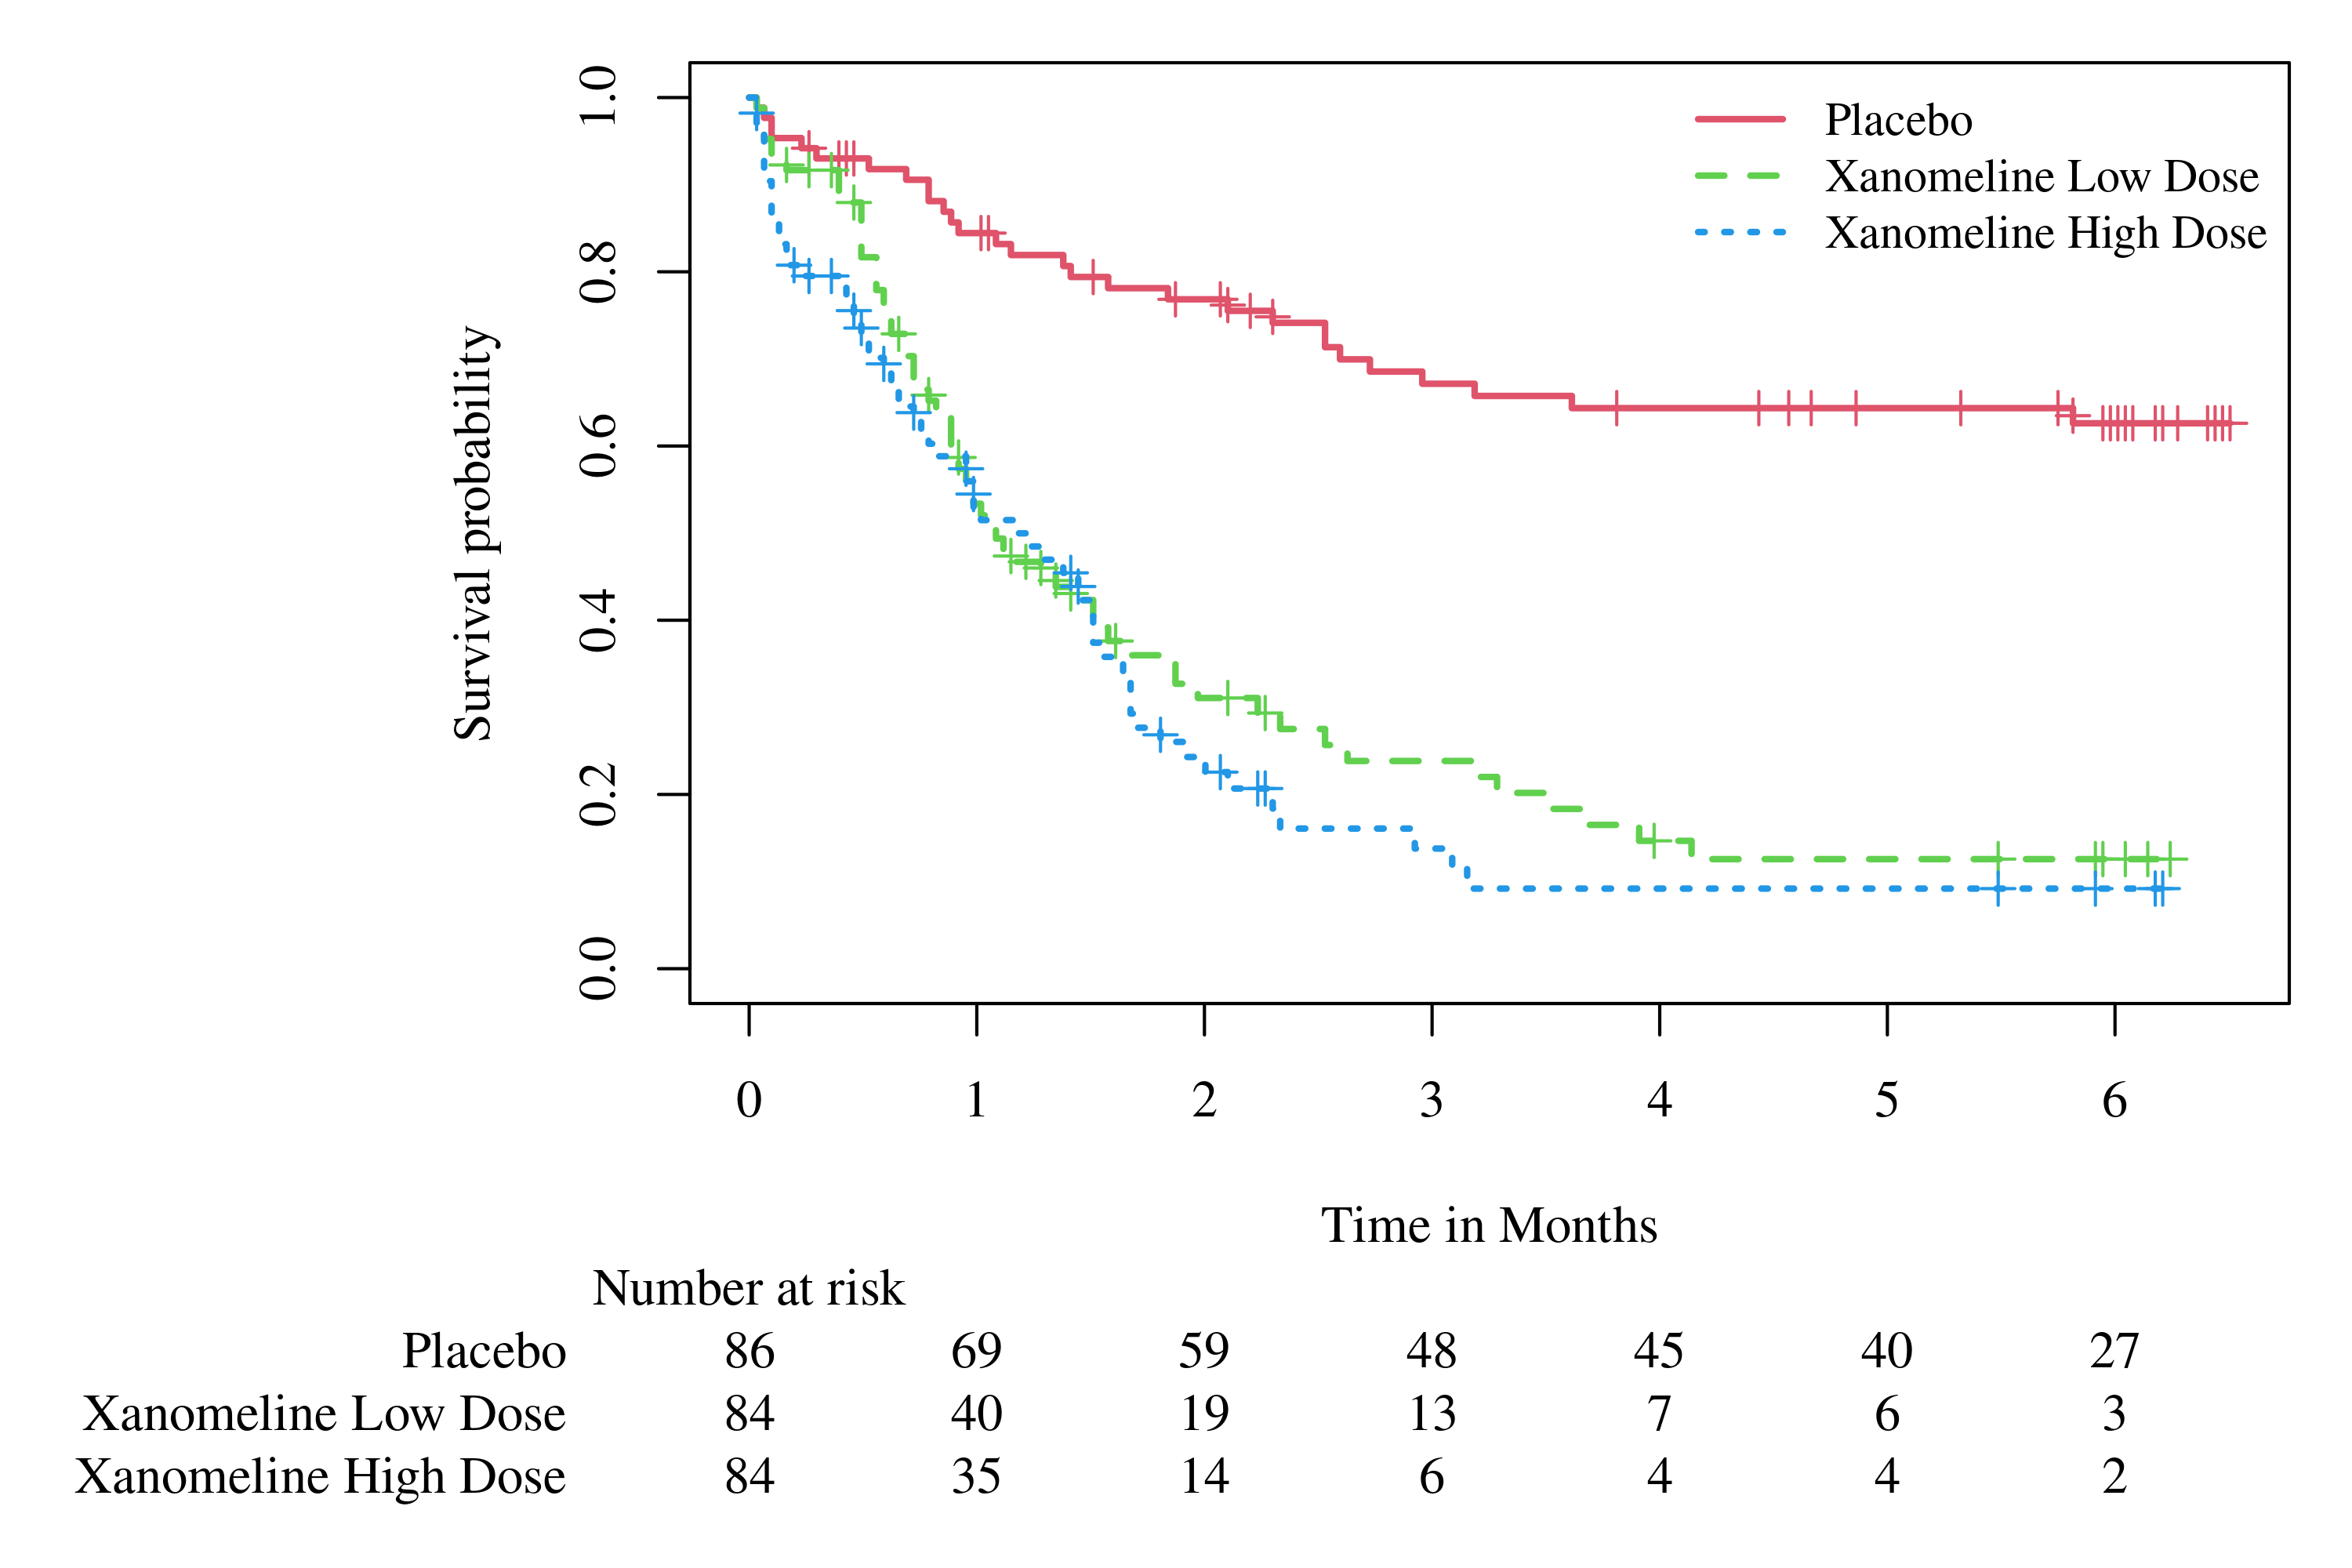 1.0
0.8
0.6
0.4
0.2
0.0
Survival probability
Placebo
Xanomeline Low Dose
Xanomeline High Dose
0 1 2 3 4 5 6
Time in Months
Number at risk
Placebo 86 69 59 48 45 40 27
Xanomeline Low Dose 84 40 19 13 7 6 3
Xanomeline High Dose 84 35 14 6 4 4 2